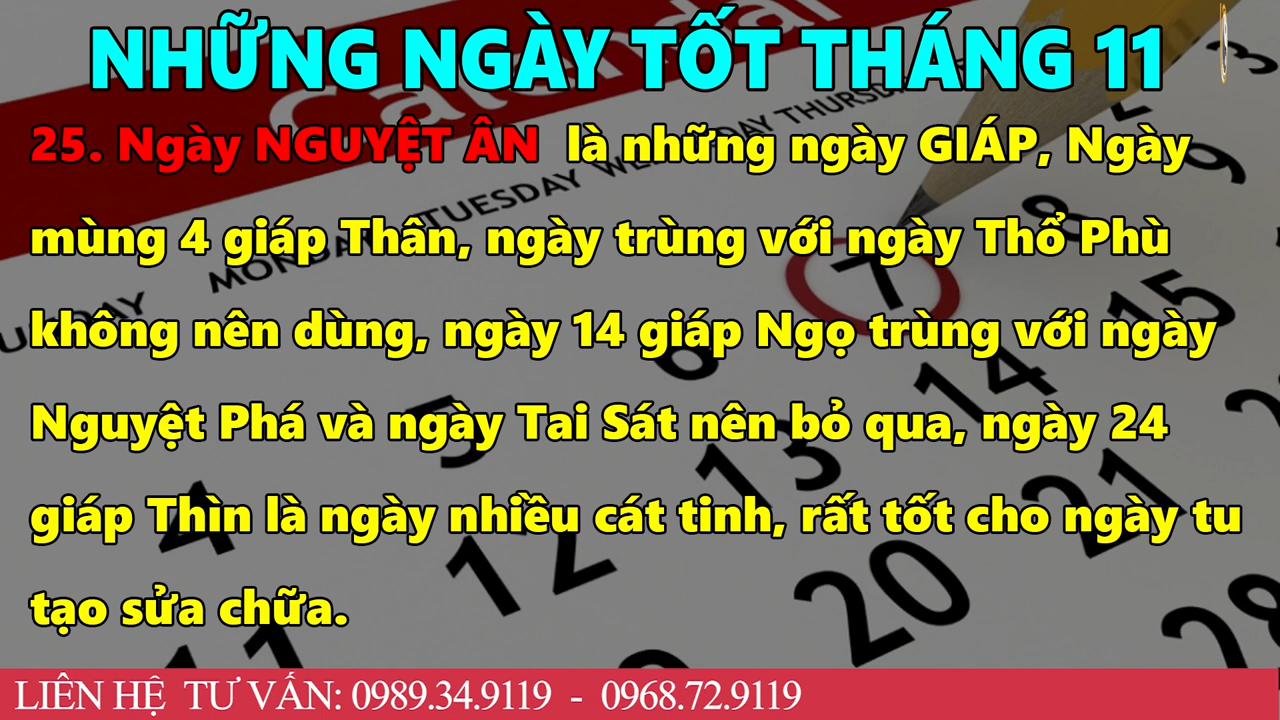 NHỮNG NGÀY TỐT THÁNG 11
25. Ngày NGUYỆT ÂN là những ngày GIÁP, Ngày
mùng 4 giáp Thân, ngày trùng với ngày Thổ Phù
không nên dùng, ngày 14 giáp Ngọ trùng với ngày
Nguyệt Phá và ngày Tai Sát nên bỏ qua, ngày 24
giáp Thìn là ngày nhiều cát tinh, rất tốt cho ngày tu
tạo sửa chữa.
LIÊN HỆ TƯ VẤN: 0989.34.9119 - 0968.72.9119